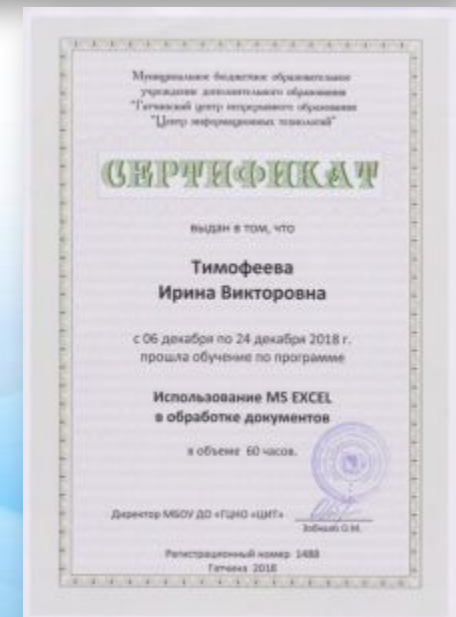 Муниципальное бюджетное образовательное
учреждение дополнительного образования
"Гатчинский центр непрерывного образования
"Центр информационных технологий"
СЕРТИФИКАТ
выдан в том, что
Тимофеева
Ирина Викторовна
с 06 декабря по 24 декабря 2018 г.
прошла обучение по программе
Использование MS EXCEL
в обработке документов
в объеме 60 часов.
Директор МБОУ ДО «ГЦНО «ЦИТ»
Регистрационный номер 1488
Гатчина 2018